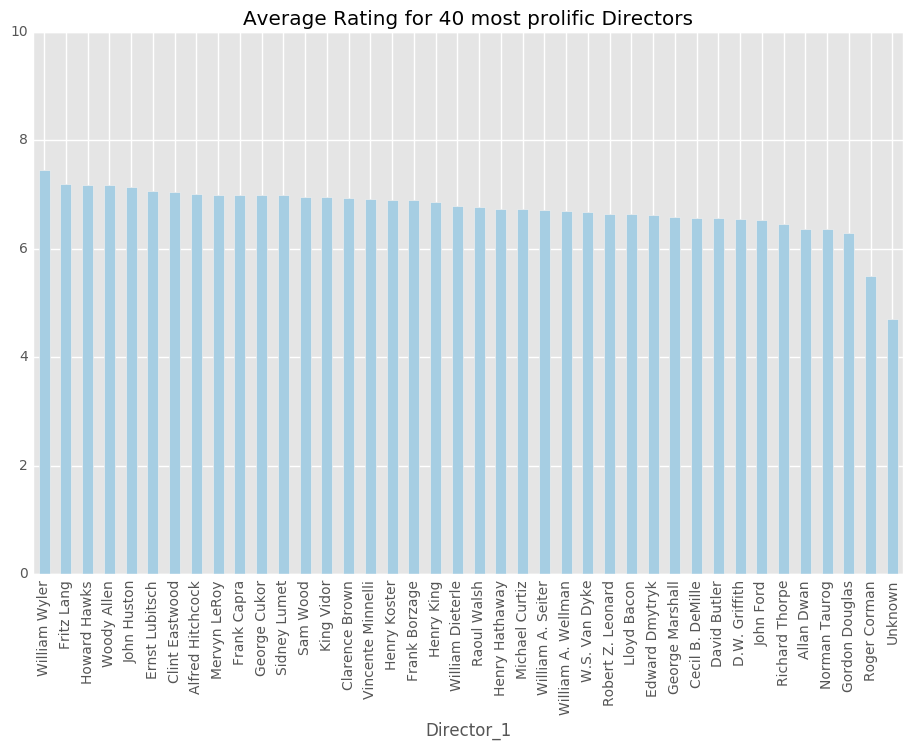 Average Rating for 40 most prolific Directors
10
8
6
4
2
0
William Wyler
Fritz Lang
Howard Hawks
Woody Allen
John Huston
Ernst Lubitsch
Clint Eastwood
Alfred Hitchcock
Mervyn LeRoy
Frank Capra
George Cukor
Sidney Lumet
Sam Wood
King Vidor
Clarence Brown
Vincente Minnelli
Henry Koster
Frank Borzage
Henry King
William Dieterle
Raoul Walsh
Henry Hathaway
Michael Curtiz
William A. Seiter
William A. Wellman
W.S. Van Dyke
Robert Z. Leonard
Lloyd Bacon
Edward Dmytryk
George Marshall
Cecil B. DeMille
David Butler
D.W. Griffith
John Ford
Richard Thorpe
Allan Dwan
Norman Taurog
Gordon Douglas
Roger Corman
Unknown
Director_1